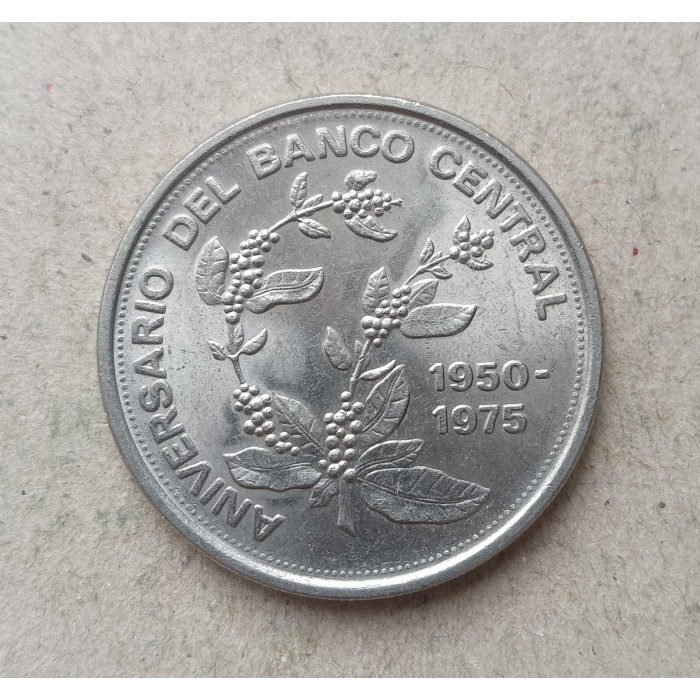 ANIVERSARIO DEL BANCO CENTRAL
1950-
1975